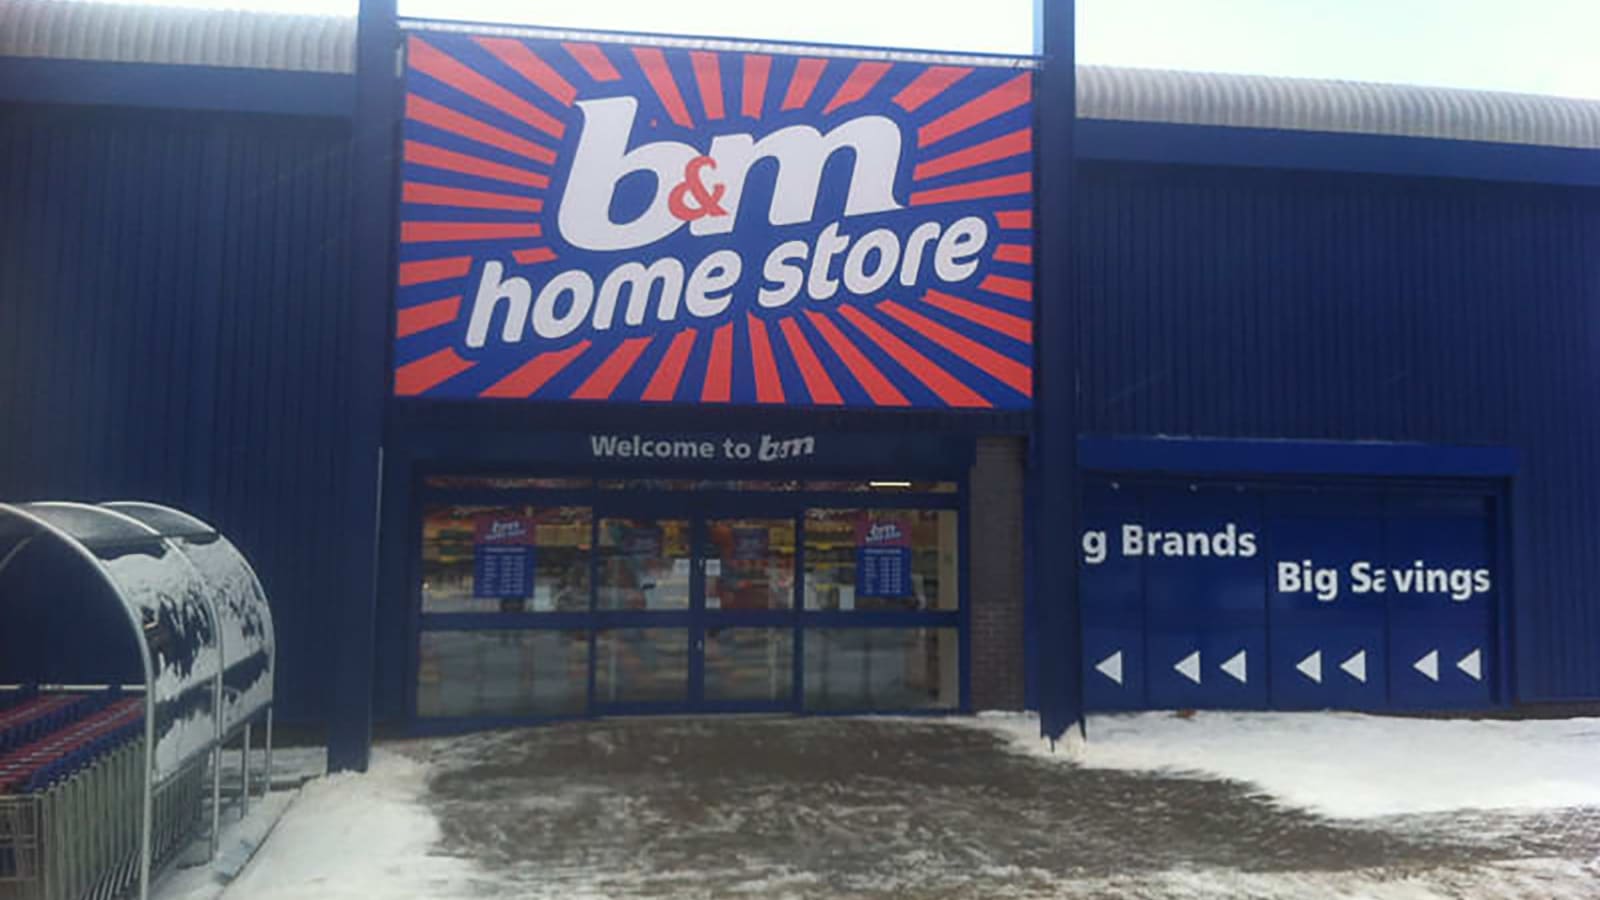 b&m
home store
Welcome to b&m
g Brands
Big Savings
b&m
b&m